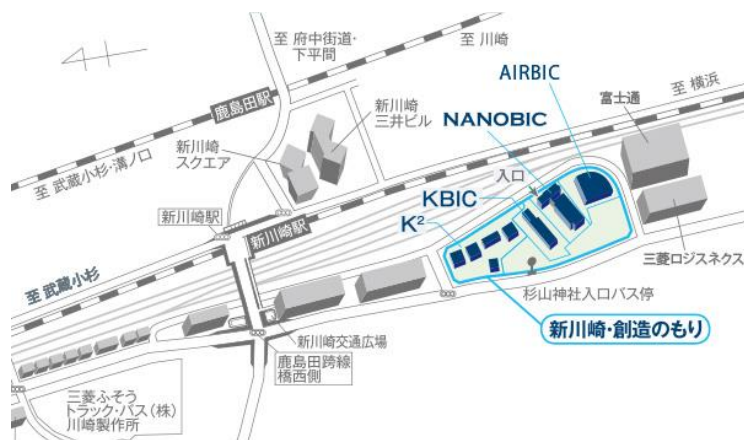 至 府中街道・
下平間
至 川崎
鹿島田駅
新川崎
三井ビル
新川崎
スクエア
至 武蔵小杉・溝ノ口
AIRBIC
至 横浜
富士通
NANOBIC
入口
KBIC
K²
新川崎駅
新川崎駅
三菱ロジスネクス
至 武蔵小杉
杉山神社入口バス停
新川崎・創造のもり
新川崎交通広場
鹿島田跨線
橋西側
三菱ふそう
トラック・バス(株)
川崎製作所